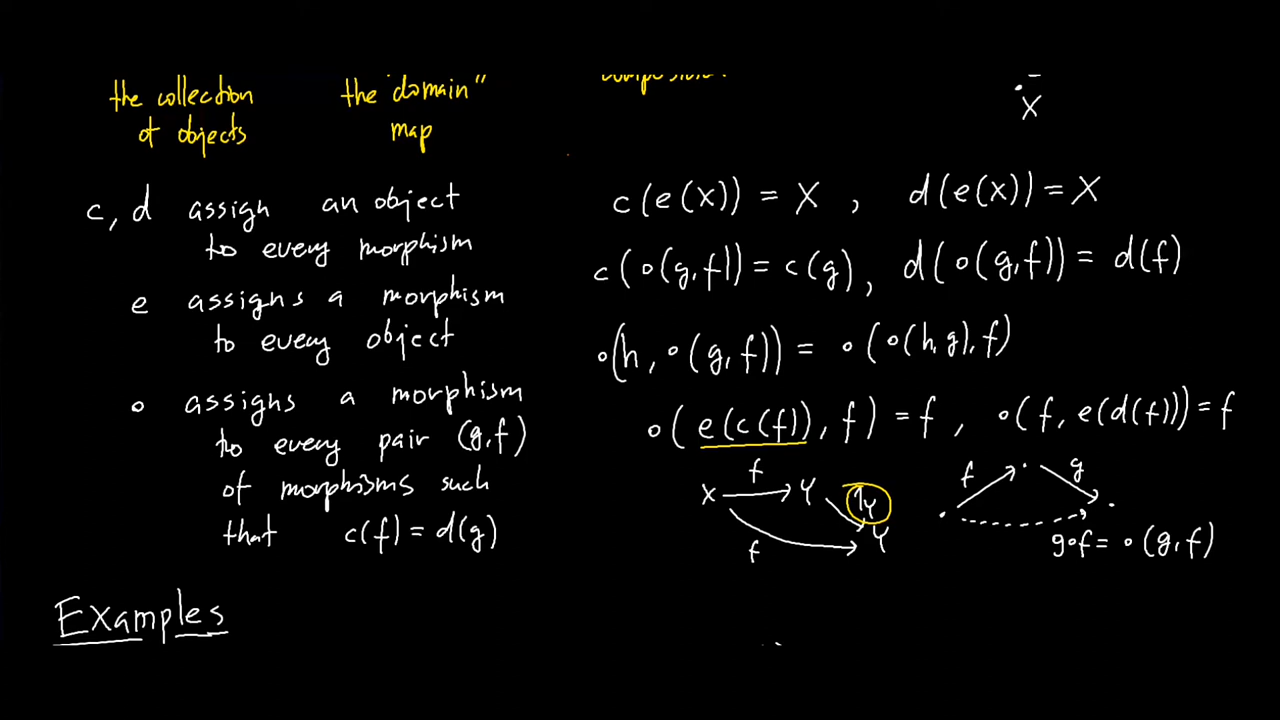 the collection
of objects
the "domain"
map
X
c, d assign an object
to every morphism
e assigns a morphism
to every object
o assigns a morphism
to every pair (g,f)
of morphisms such
that c(f) = d(g)
c(e(x)) = X , d(e(x)) = X
c(o(g,f)) = c(g), d(o(g,f)) = d(f)
o(h, o(g,f)) = o(o(h,g), f)
o(e(c(f)), f) = f , o(f, e(d(f))) = f
X f Y 1_Y
f Y
f g
g∘f = o(g,f)
Examples